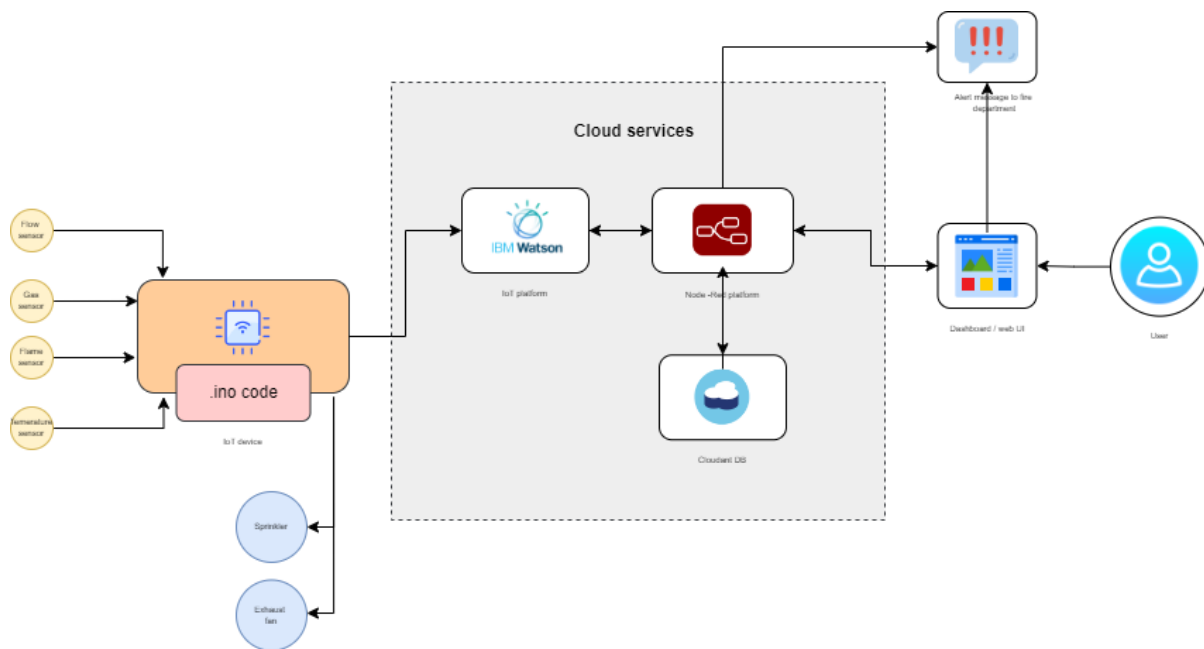 Alert message to fire
department
Cloud services
IBM Watson
IoT platform
Node -Red platform
Dashboard / web UI
User
Flow
sensor
Gas
sensor
Flame
sensor
Temerature
sensor
.ino code
IoT device
Cloudant DB
Sprinkler
Exhaust
fan